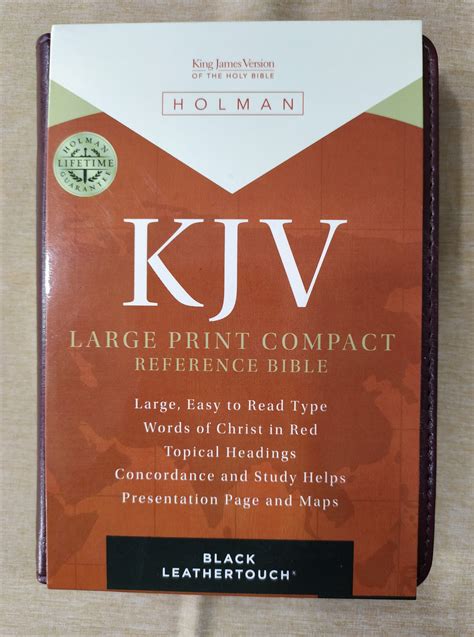 King James Version
OF THE HOLY BIBLE
HOLMAN
HOLMAN
LIFETIME
GUARANTEE
KJV
LARGE PRINT COMPACT
REFERENCE BIBLE
Large, Easy to Read Type
Words of Christ in Red
Topical Headings
Concordance and Study Helps
Presentation Page and Maps
BLACK
LEATHERTOUCH®